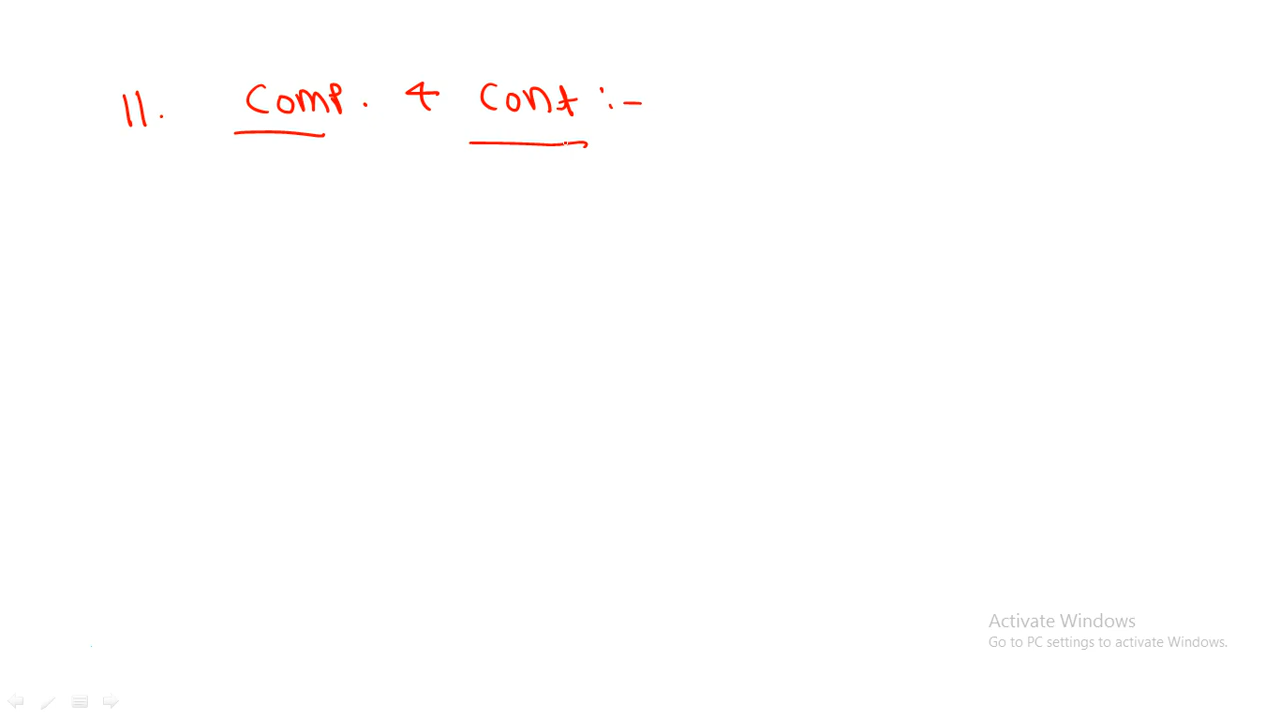 11. Comp. & Cont :-
Activate Windows
Go to PC settings to activate Windows.